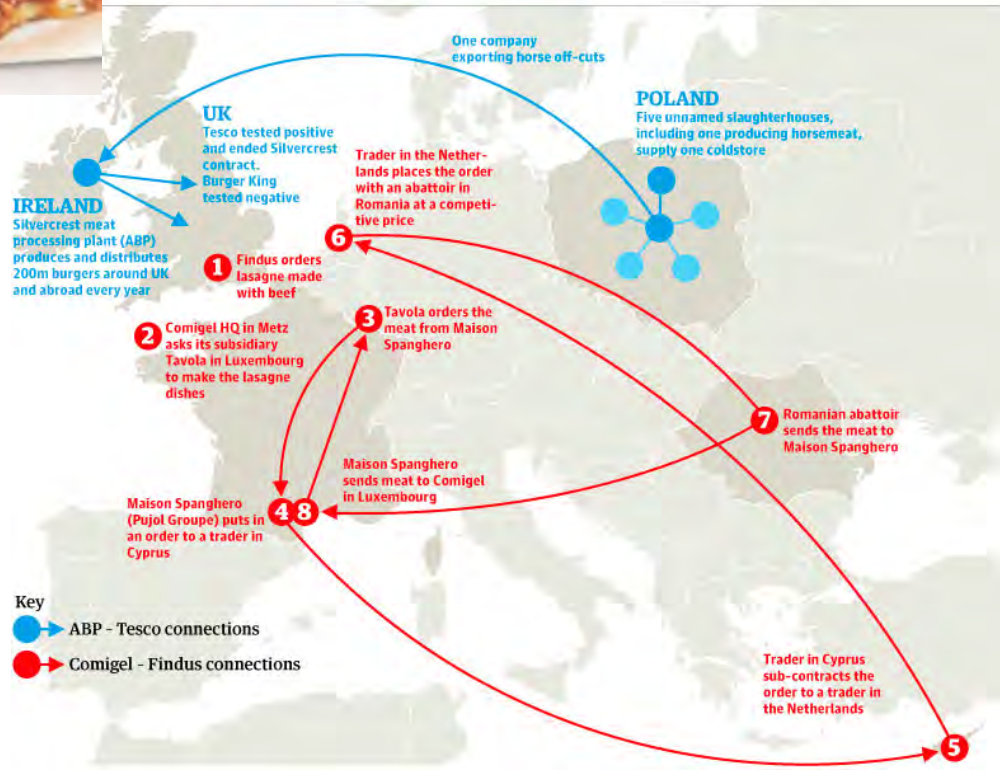 One company
exporting horse off-cuts
UK
Tesco tested positive
and ended Silvercrest
contract.
Burger King
tested negative
POLAND
Five unnamed slaughterhouses,
including one producing horsemeat,
supply one coldstore
IRELAND
Silvercrest meat
processing plant (ABP)
produces and distributes
200m burgers around UK
and abroad every year
Trader in the Nether-
lands places the order
with an abattoir in
Romania at a competi-
tive price
6
1
Findus orders
lasagne made
with beef
2
Comigel HQ in Metz
asks its subsidiary
Tavola in Luxembourg
to make the lasagne
dishes
3
Tavola orders the
meat from Maison
Spanghero
7
Romanian abattoir
sends the meat to
Maison Spanghero
Maison Spanghero
sends meat to Comigel
in Luxembourg
Maison Spanghero
(Pujol Groupe) puts in
an order to a trader in
Cyprus
4 8
Key
ABP - Tesco connections
Comigel - Findus connections
Trader in Cyprus
sub-contracts the
order to a trader in
the Netherlands
5